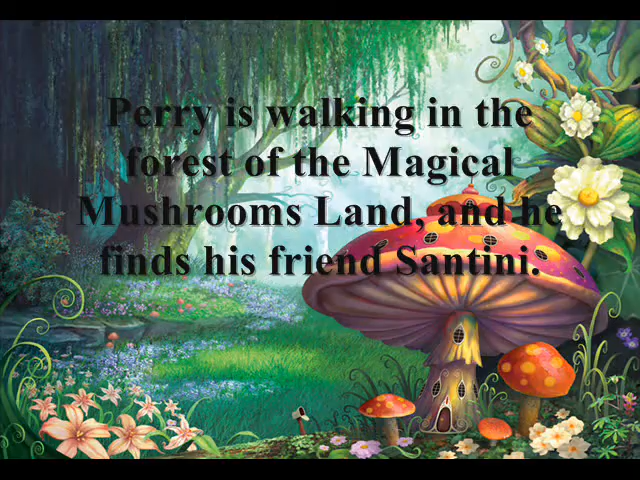 Perry is walking in the
forest of the Magical
Mushrooms Land, and he
finds his friend Santini.